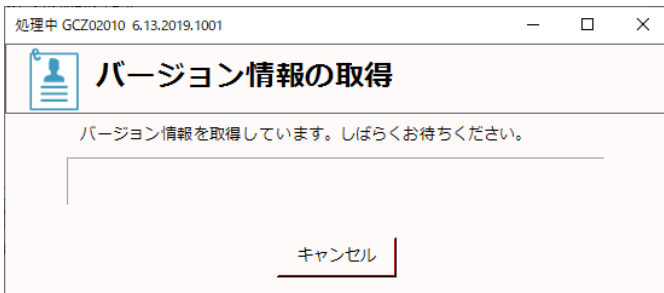 処理中 GCZ02010 6.13.2019.1001
バージョン情報の取得
バージョン情報を取得しています。しばらくお待ちください。
キャンセル